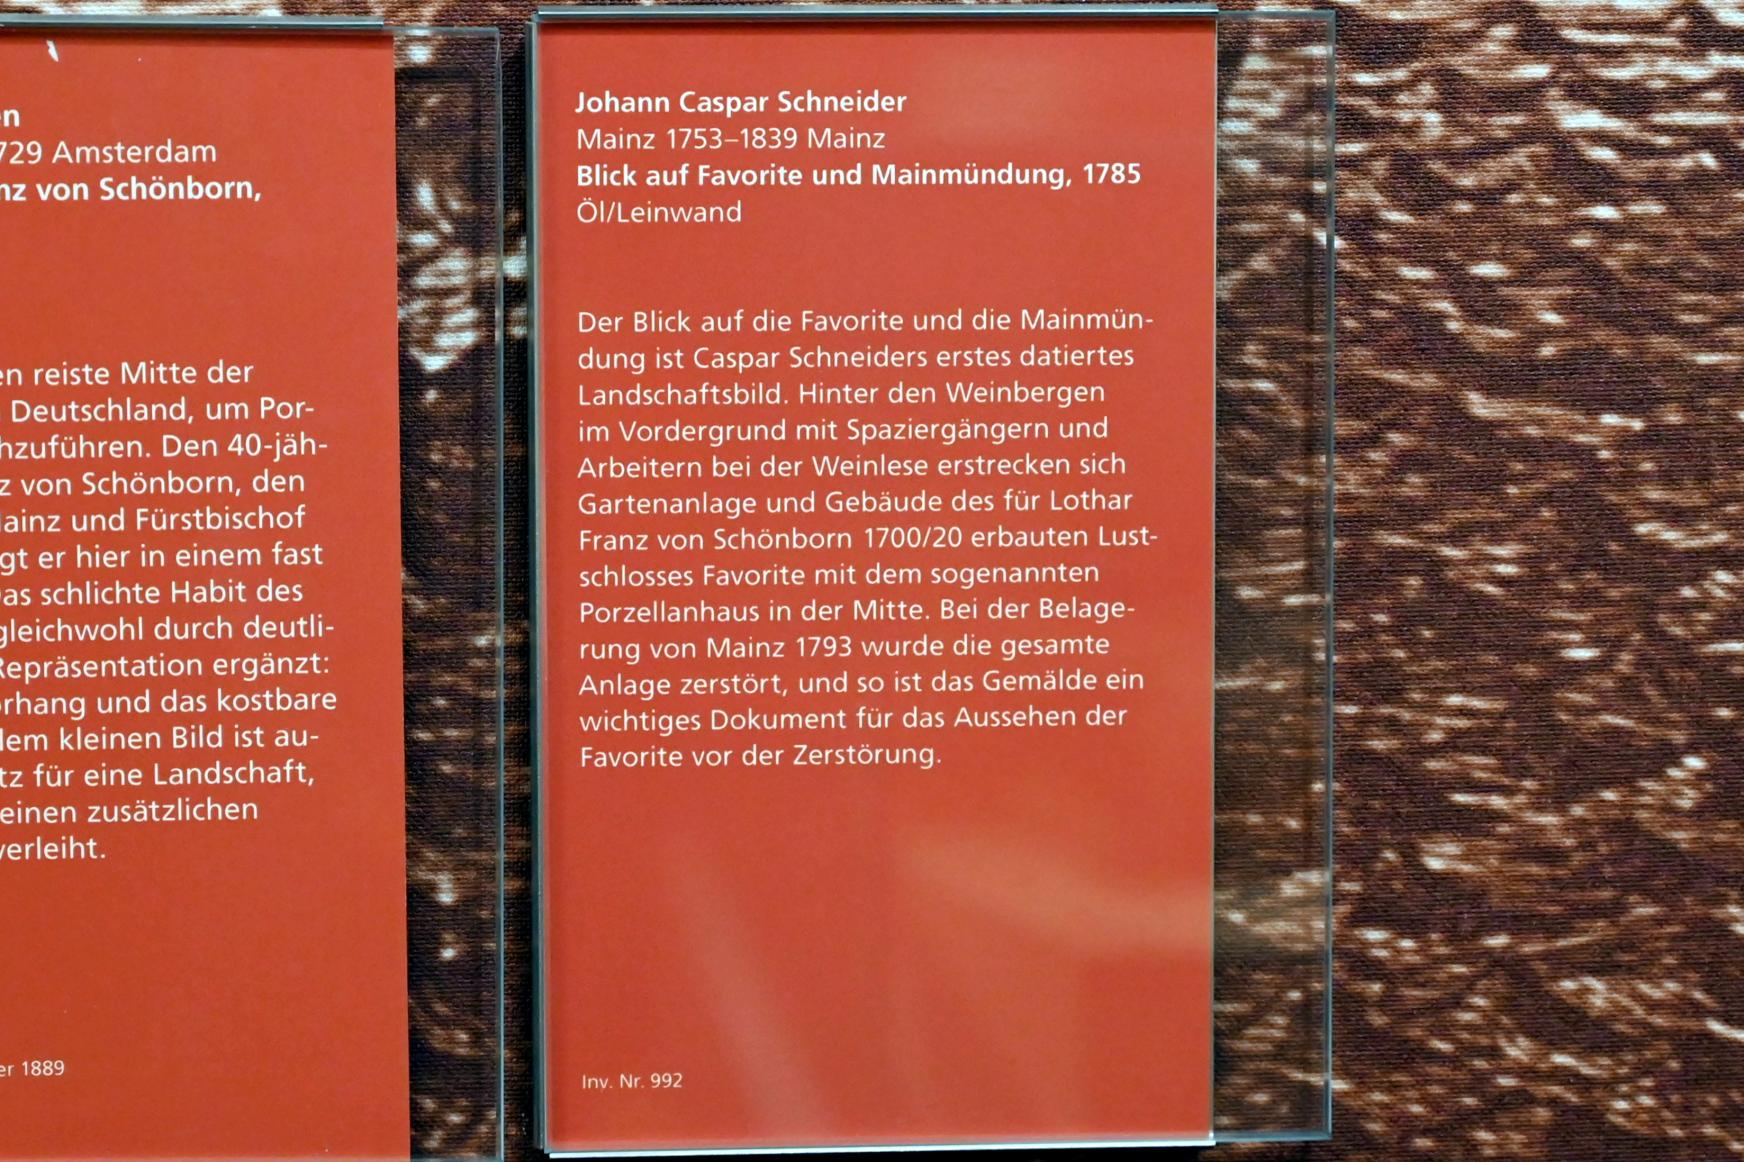 en
729 Amsterdam
nz von Schönborn,
en reiste Mitte der
Deutschland, um Por-
hzuführen. Den 40-jäh-
z von Schönborn, den
ainz und Fürstbischof
gt er hier in einem fast
Das schlichte Habit des
gleichwohl durch deutli-
Repräsentation ergänzt:
orhang und das kostbare
dem kleinen Bild ist au-
tz für eine Landschaft,
einen zusätzlichen
verleiht.
er 1889
Johann Caspar Schneider
Mainz 1753–1839 Mainz
Blick auf Favorite und Mainmündung, 1785
Öl/Leinwand
Der Blick auf die Favorite und die Mainmün-
dung ist Caspar Schneiders erstes datiertes
Landschaftsbild. Hinter den Weinbergen
im Vordergrund mit Spaziergängern und
Arbeitern bei der Weinlese erstrecken sich
Gartenanlage und Gebäude des für Lothar
Franz von Schönborn 1700/20 erbauten Lust-
schlosses Favorite mit dem sogenannten
Porzellanhaus in der Mitte. Bei der Belage-
rung von Mainz 1793 wurde die gesamte
Anlage zerstört, und so ist das Gemälde ein
wichtiges Dokument für das Aussehen der
Favorite vor der Zerstörung.
Inv. Nr. 992